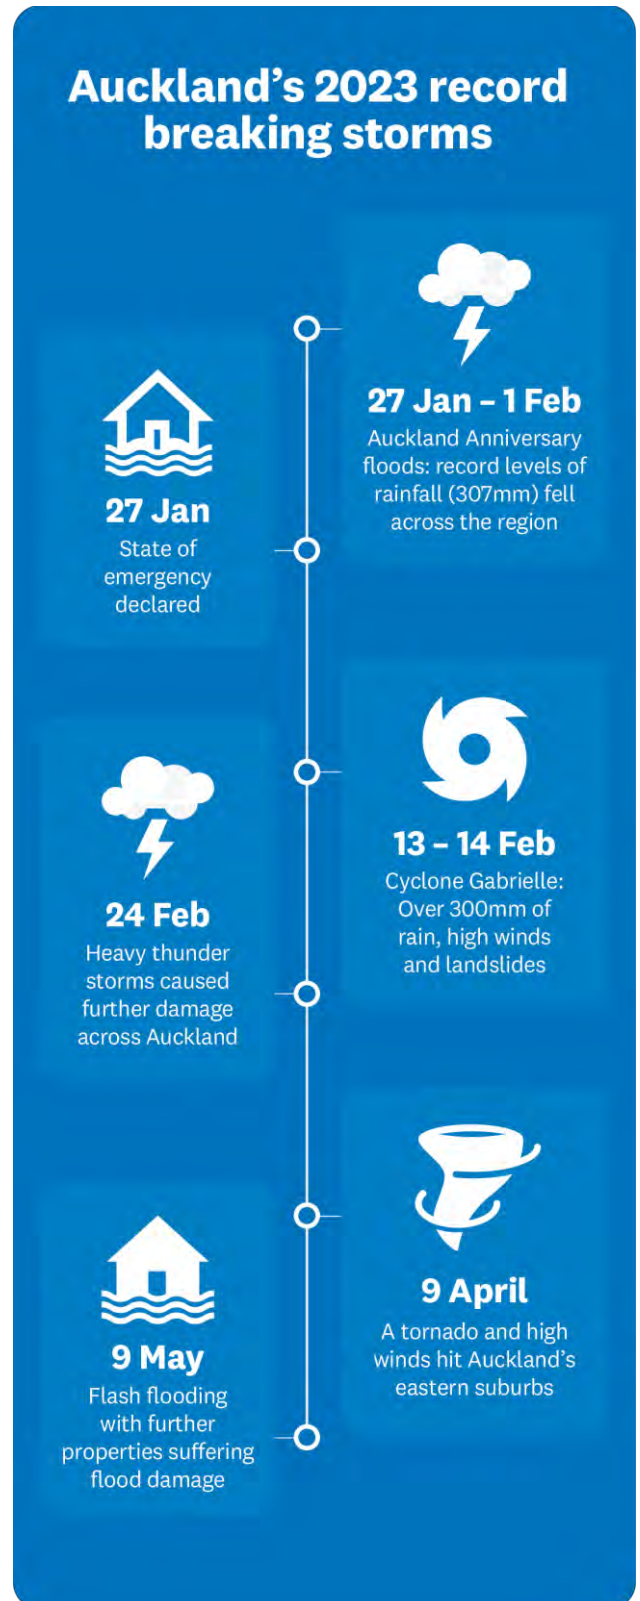 Auckland’s 2023 record
breaking storms
27 Jan – 1 Feb
Auckland Anniversary
floods: record levels of
rainfall (307mm) fell
across the region
27 Jan
State of
emergency
declared
13 – 14 Feb
Cyclone Gabrielle:
Over 300mm of
rain, high winds
and landslides
24 Feb
Heavy thunder
storms caused
further damage
across Auckland
9 April
A tornado and high
winds hit Auckland’s
eastern suburbs
9 May
Flash flooding
with further
properties suffering
flood damage